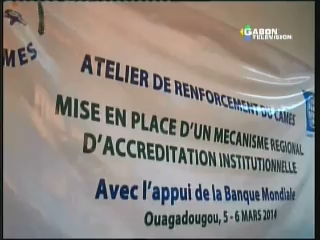 GABON
TELEVISION
MES
ATELIER DE RENFORCEMENT DU CAMES
MISE EN PLACE D'UN MECANISME REGIONAL
D'ACCREDITATION INSTITUTIONNELLE
Avec l'appui de la Banque Mondiale
Ouagadougou, 5-6 MARS 2014